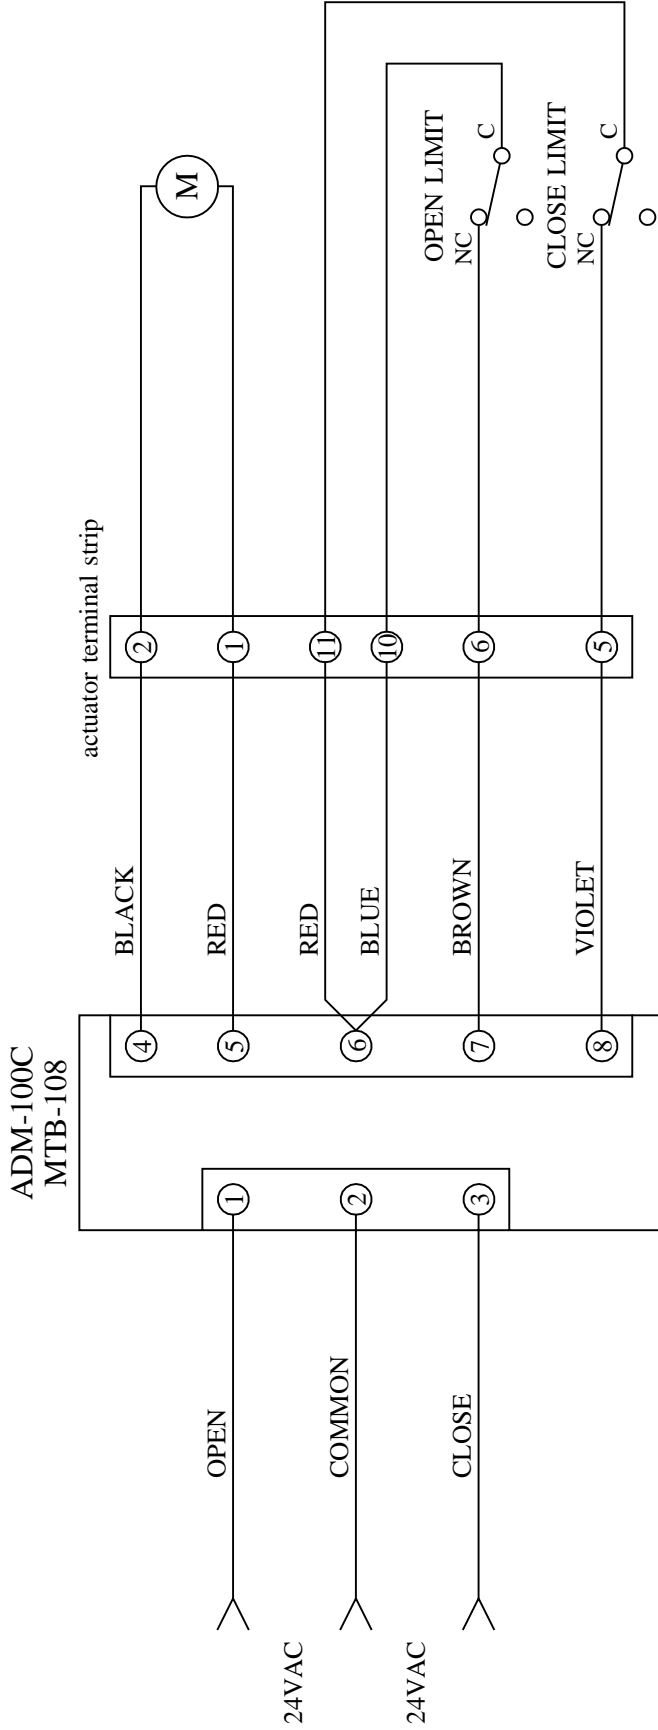 ADM-100C
MTB-108
actuator terminal strip
24VAC
24VAC
OPEN
COMMON
CLOSE
1
2
3
4
5
6
7
8
BLACK
RED
RED
BLUE
BROWN
VIOLET
2
1
11
10
6
5
M
OPEN LIMIT
NC
C
CLOSE LIMIT
NC
C